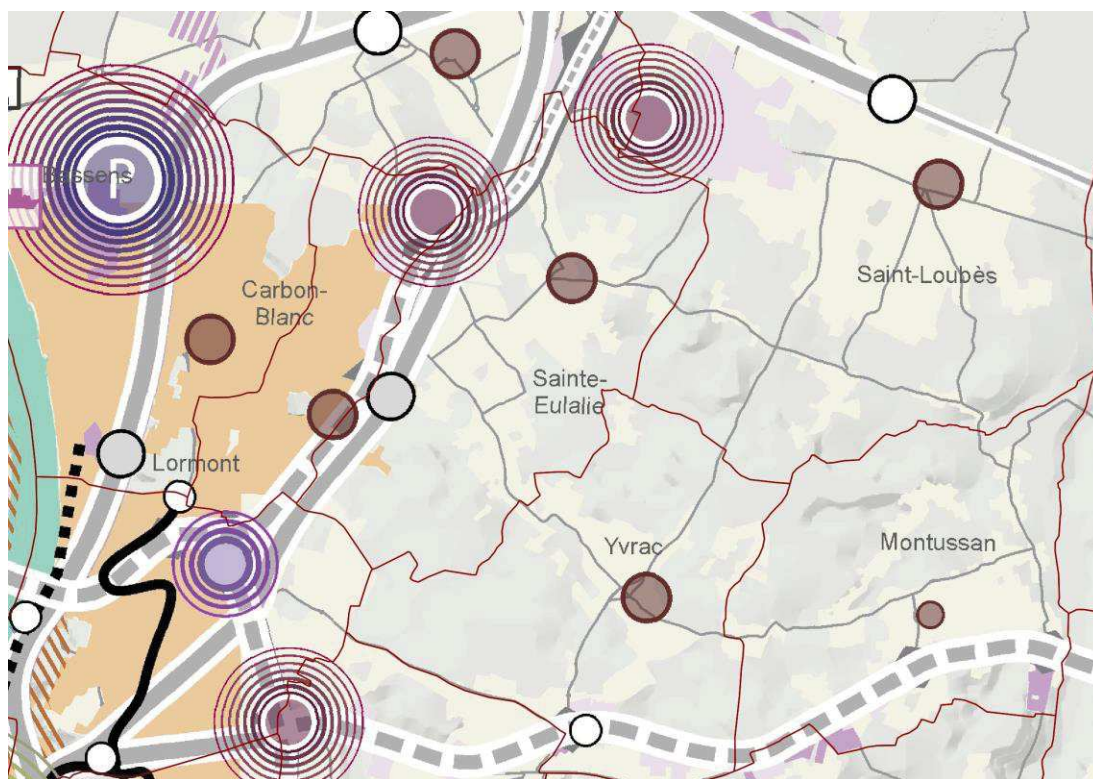 P
Bassens
Saint-Loubès
Carbon-
Blanc
Sainte-
Eulalie
Lormont
Yvrac
Montussan